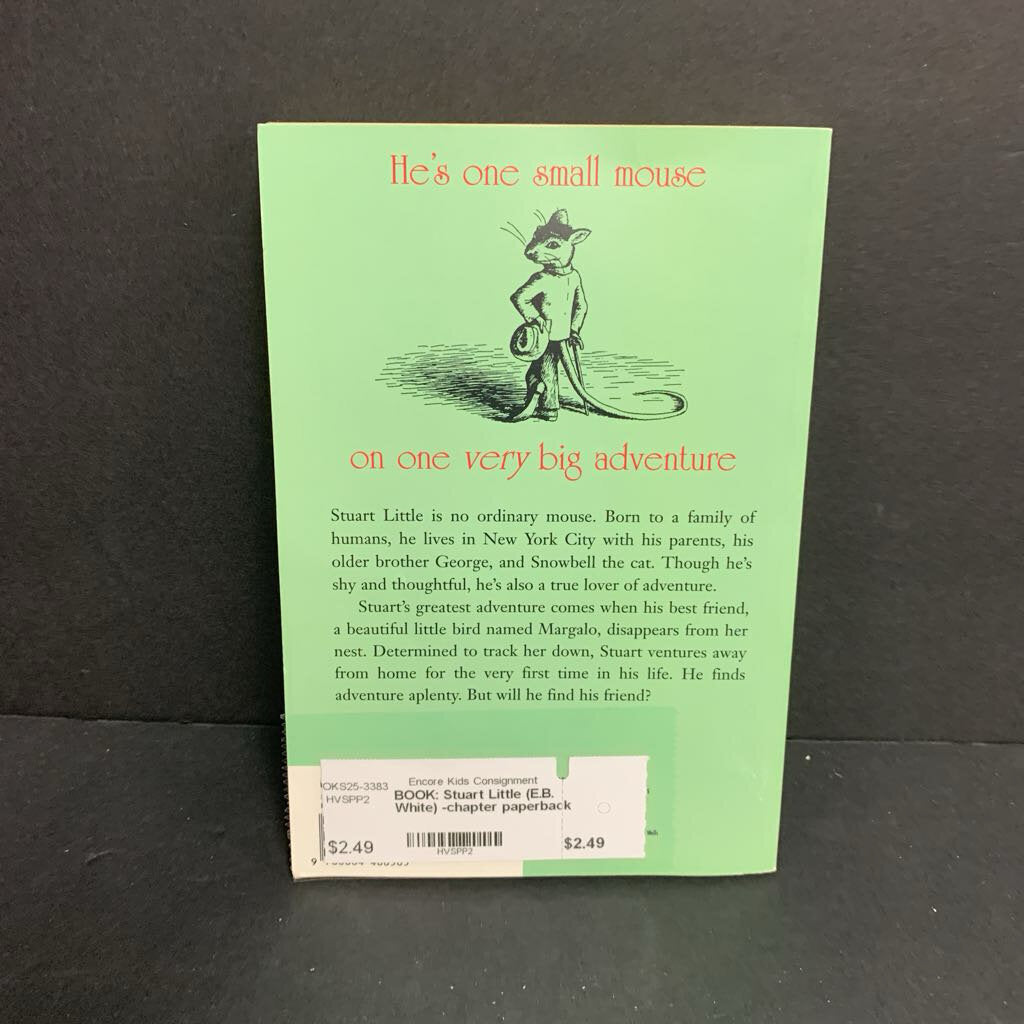 He's one small mouse
on one very big adventure
Stuart Little is no ordinary mouse. Born to a family of
humans, he lives in New York City with his parents, his
older brother George, and Snowbell the cat. Though he's
shy and thoughtful, he's also a true lover of adventure.
Stuart's greatest adventure comes when his best friend,
a beautiful little bird named Margalo, disappears from her
nest. Determined to track her down, Stuart ventures away
from home for the very first time in his life. He finds
adventure aplenty. But will he find his friend?
OKS25-3383 Encore Kids Consignment
HVSPP2 BOOK: Stuart Little (E.B.
White) -chapter paperback
$2.49 $2.49
HVSPP2
9